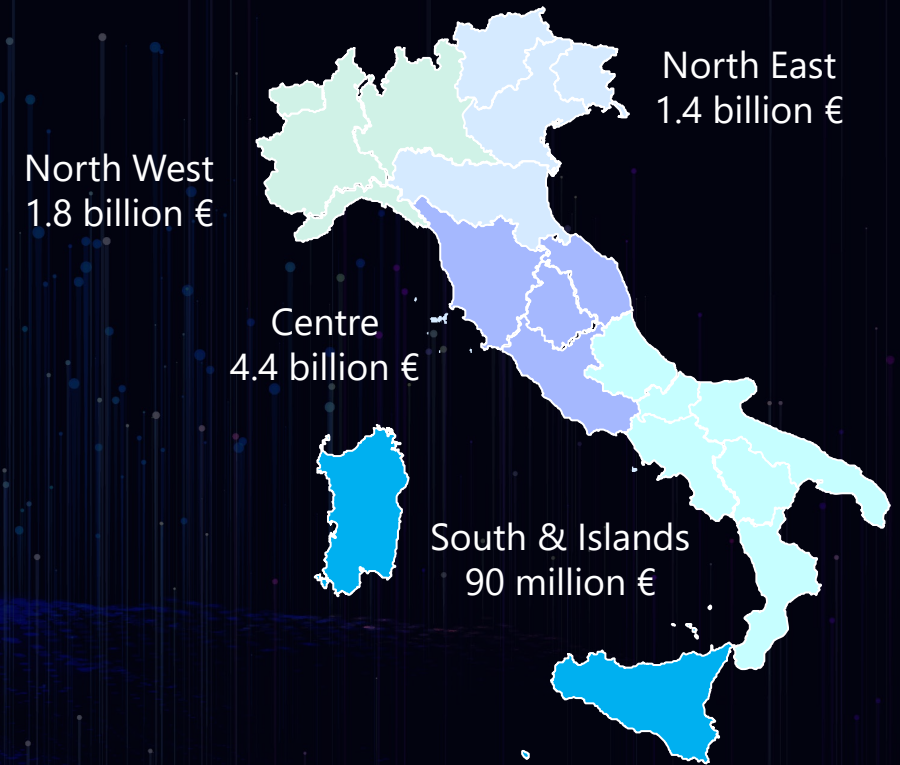 North East
1.4 billion €
North West
1.8 billion €
Centre
4.4 billion €
South & Islands
90 million €